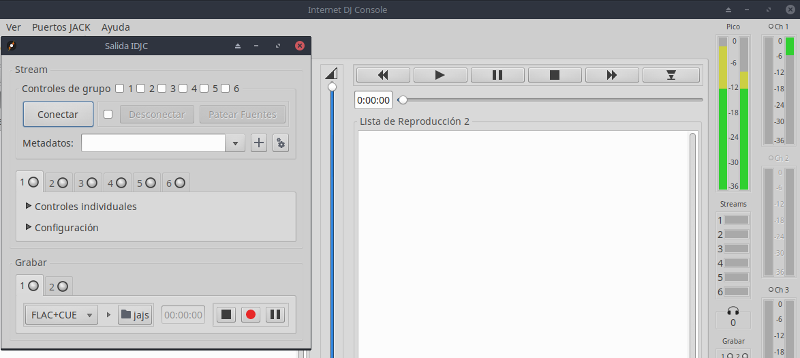 Internet DJ Console
Ver Puertos JACK Ayuda
Salida IDJC
Stream
Controles de grupo 1 2 3 4 5 6
Conectar Desconectar Patear Fuentes
Metadatos:
1 2 3 4 5 6
Controles individuales
Configuración
Grabar
1 2
FLAC+CUE jajs 00:00:00
0:00:00
Lista de Reproducción 2
Pico
0
-6
-12
-18
-24
-30
-36
Streams
1
2
3
4
5
6
0
Grabar
1 2
Ch 1
0
-6
-12
-18
-24
-30
-36
Ch 2
0
-6
-12
-18
-24
-30
-36
Ch 3
0
-6
-12
-18